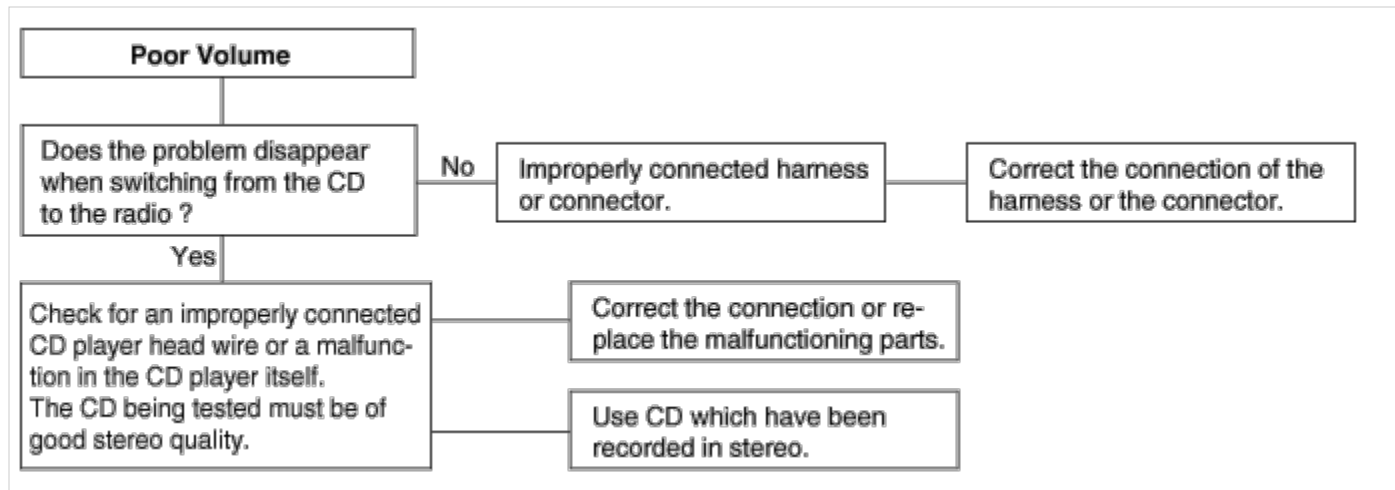 Poor Volume
Does the problem disappear
when switching from the CD
to the radio ?
No
Improperly connected harness
or connector.
Correct the connection of the
harness or the connector.
Yes
Check for an improperly connected
CD player head wire or a malfunc-
tion in the CD player itself.
The CD being tested must be of
good stereo quality.
Correct the connection or re-
place the malfunctioning parts.
Use CD which have been
recorded in stereo.